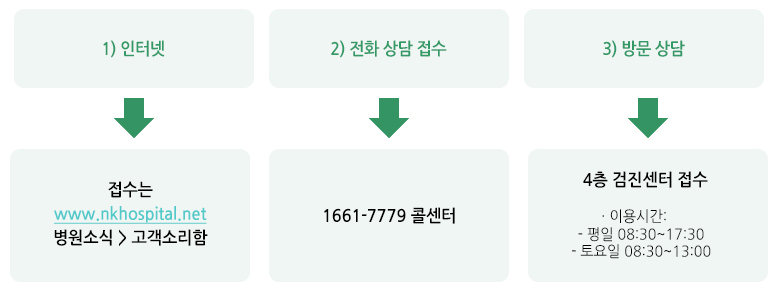 1) 인터넷
2) 전화 상담 접수
3) 방문 상담
접수는
www.nkhospital.net
병원소식 > 고객소리함
1661-7779 콜센터
4층 검진센터 접수
· 이용시간:
- 평일 08:30~17:30
- 토요일 08:30~13:00